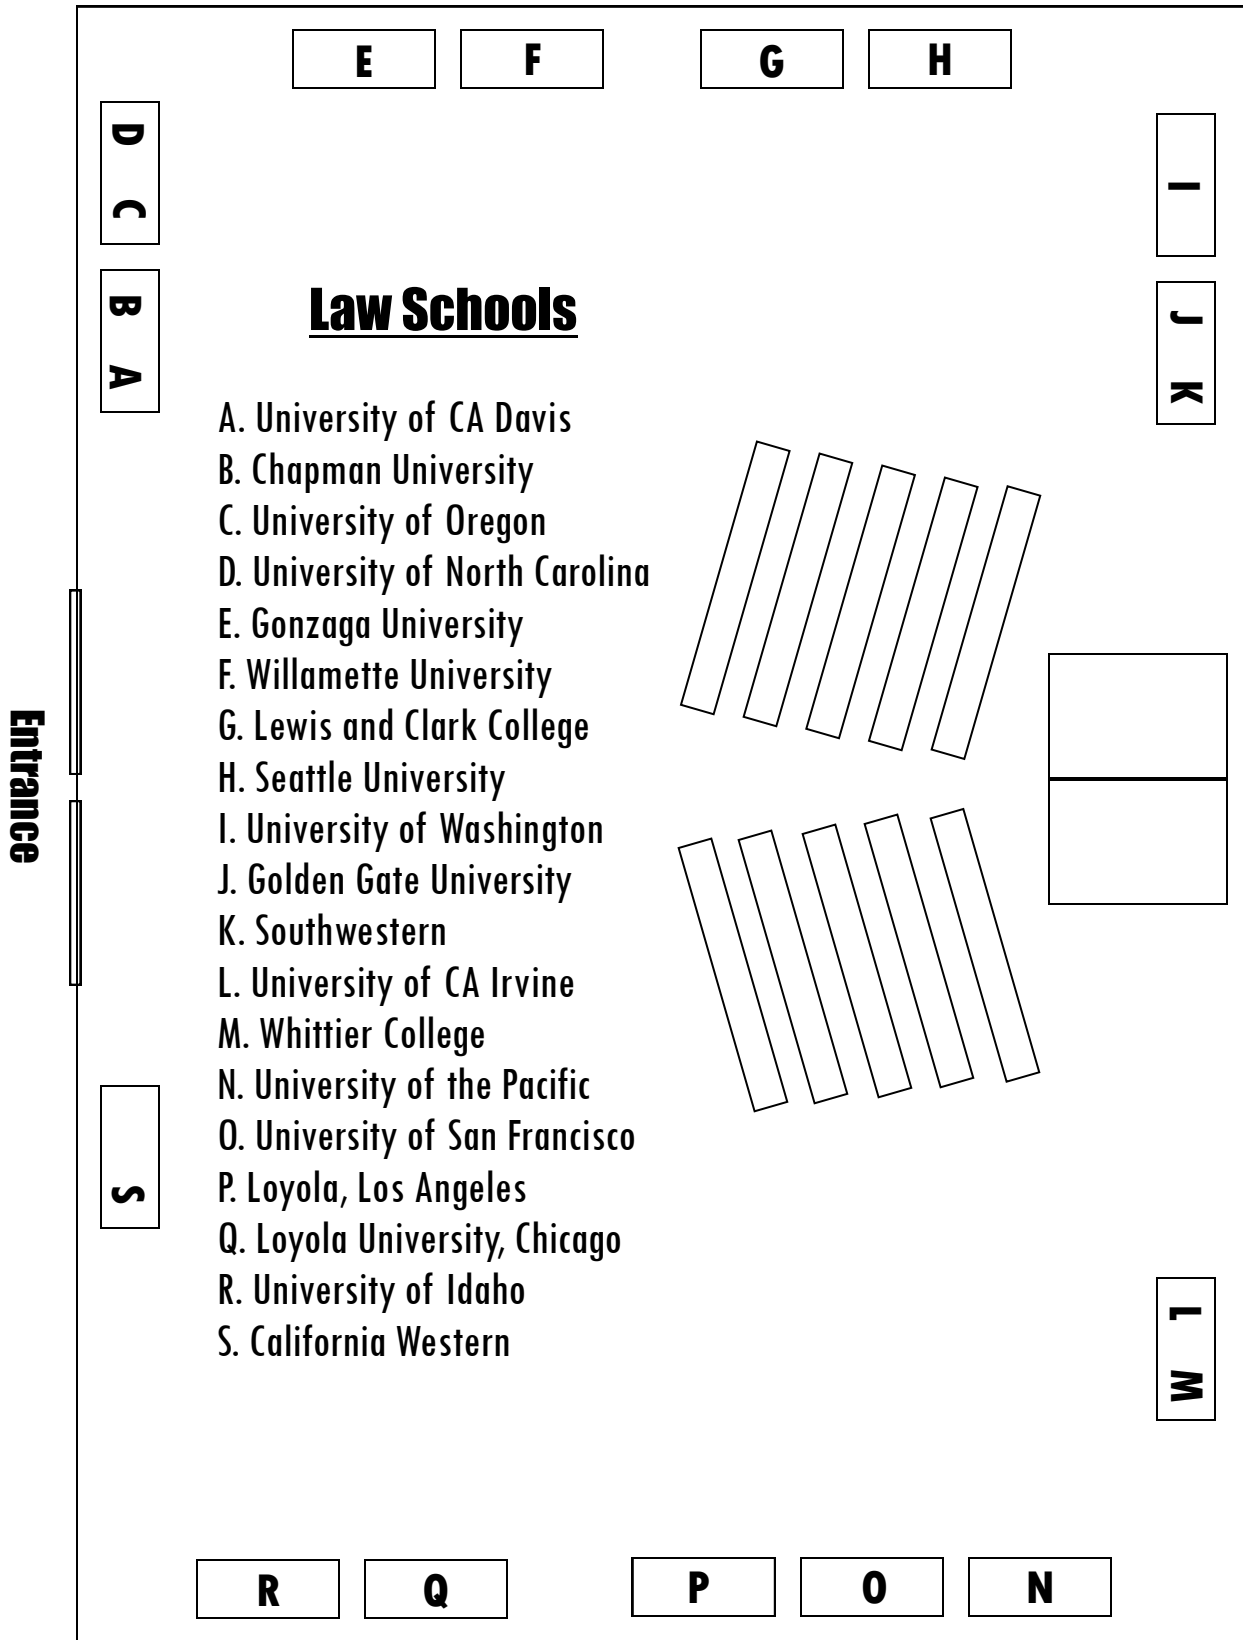 E F G H
D
C
I
B
A
J
K
Law Schools
A. University of CA Davis
B. Chapman University
C. University of Oregon
D. University of North Carolina
E. Gonzaga University
F. Willamette University
G. Lewis and Clark College
H. Seattle University
I. University of Washington
J. Golden Gate University
K. Southwestern
L. University of CA Irvine
M. Whittier College
N. University of the Pacific
O. University of San Francisco
P. Loyola, Los Angeles
Q. Loyola University, Chicago
R. University of Idaho
S. California Western
Entrance
S
L
M
R Q P O N